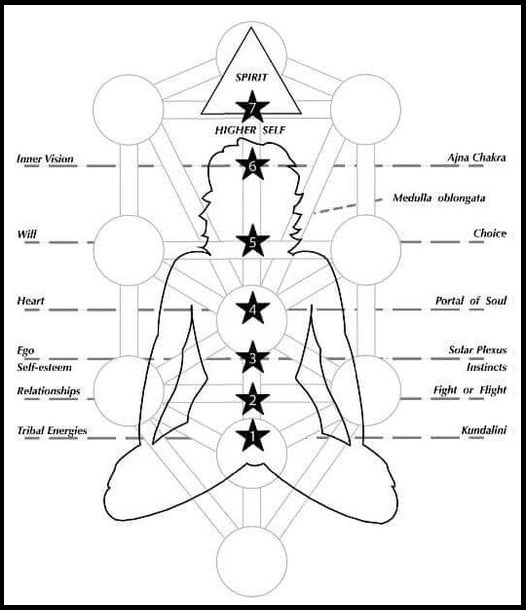 SPIRIT
7
HIGHER SELF
Inner Vision
6
Ajna Chakra
Medulla oblongata
Will
5
Choice
Heart
4
Portal of Soul
Ego
3
Solar Plexus
Self-esteem
Instincts
Relationships
2
Fight or Flight
Tribal Energies
1
Kundalini